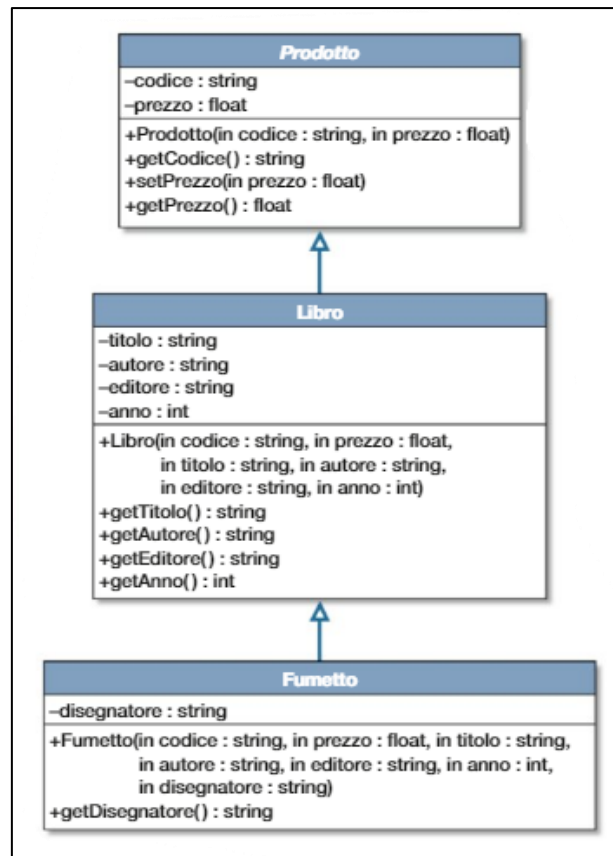 Prodotto
–codice : string
–prezzo : float
+Prodotto(in codice : string, in prezzo : float)
+getCodice() : string
+setPrezzo(in prezzo : float)
+getPrezzo() : float
Libro
–titolo : string
–autore : string
–editore : string
–anno : int
+Libro(in codice : string, in prezzo : float,
in titolo : string, in autore : string,
in editore : string, in anno : int)
+getTitolo() : string
+getAutore() : string
+getEditore() : string
+getAnno() : int
Fumetto
–disegnatore : string
+Fumetto(in codice : string, in prezzo : float, in titolo : string,
in autore : string, in editore : string, in anno : int,
in disegnatore : string)
+getDisegnatore() : string